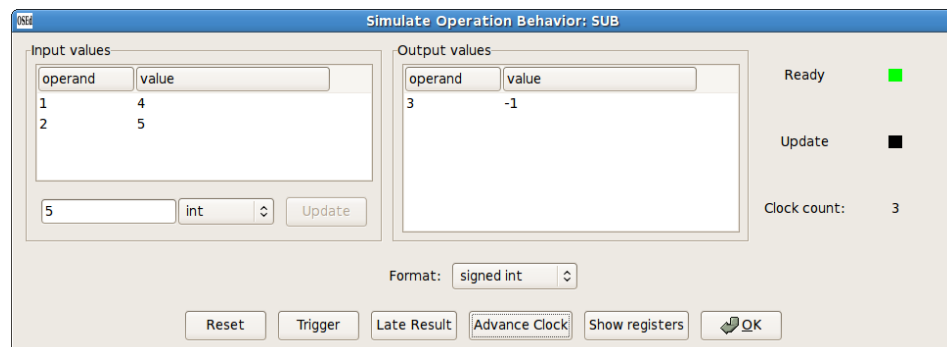 OSEd
Simulate Operation Behavior: SUB
Input values
operand value
1 4
2 5
5 int Update
Output values
operand value
3 -1
Ready
Update
Clock count: 3
Format: signed int
Reset Trigger Late Result Advance Clock Show registers OK